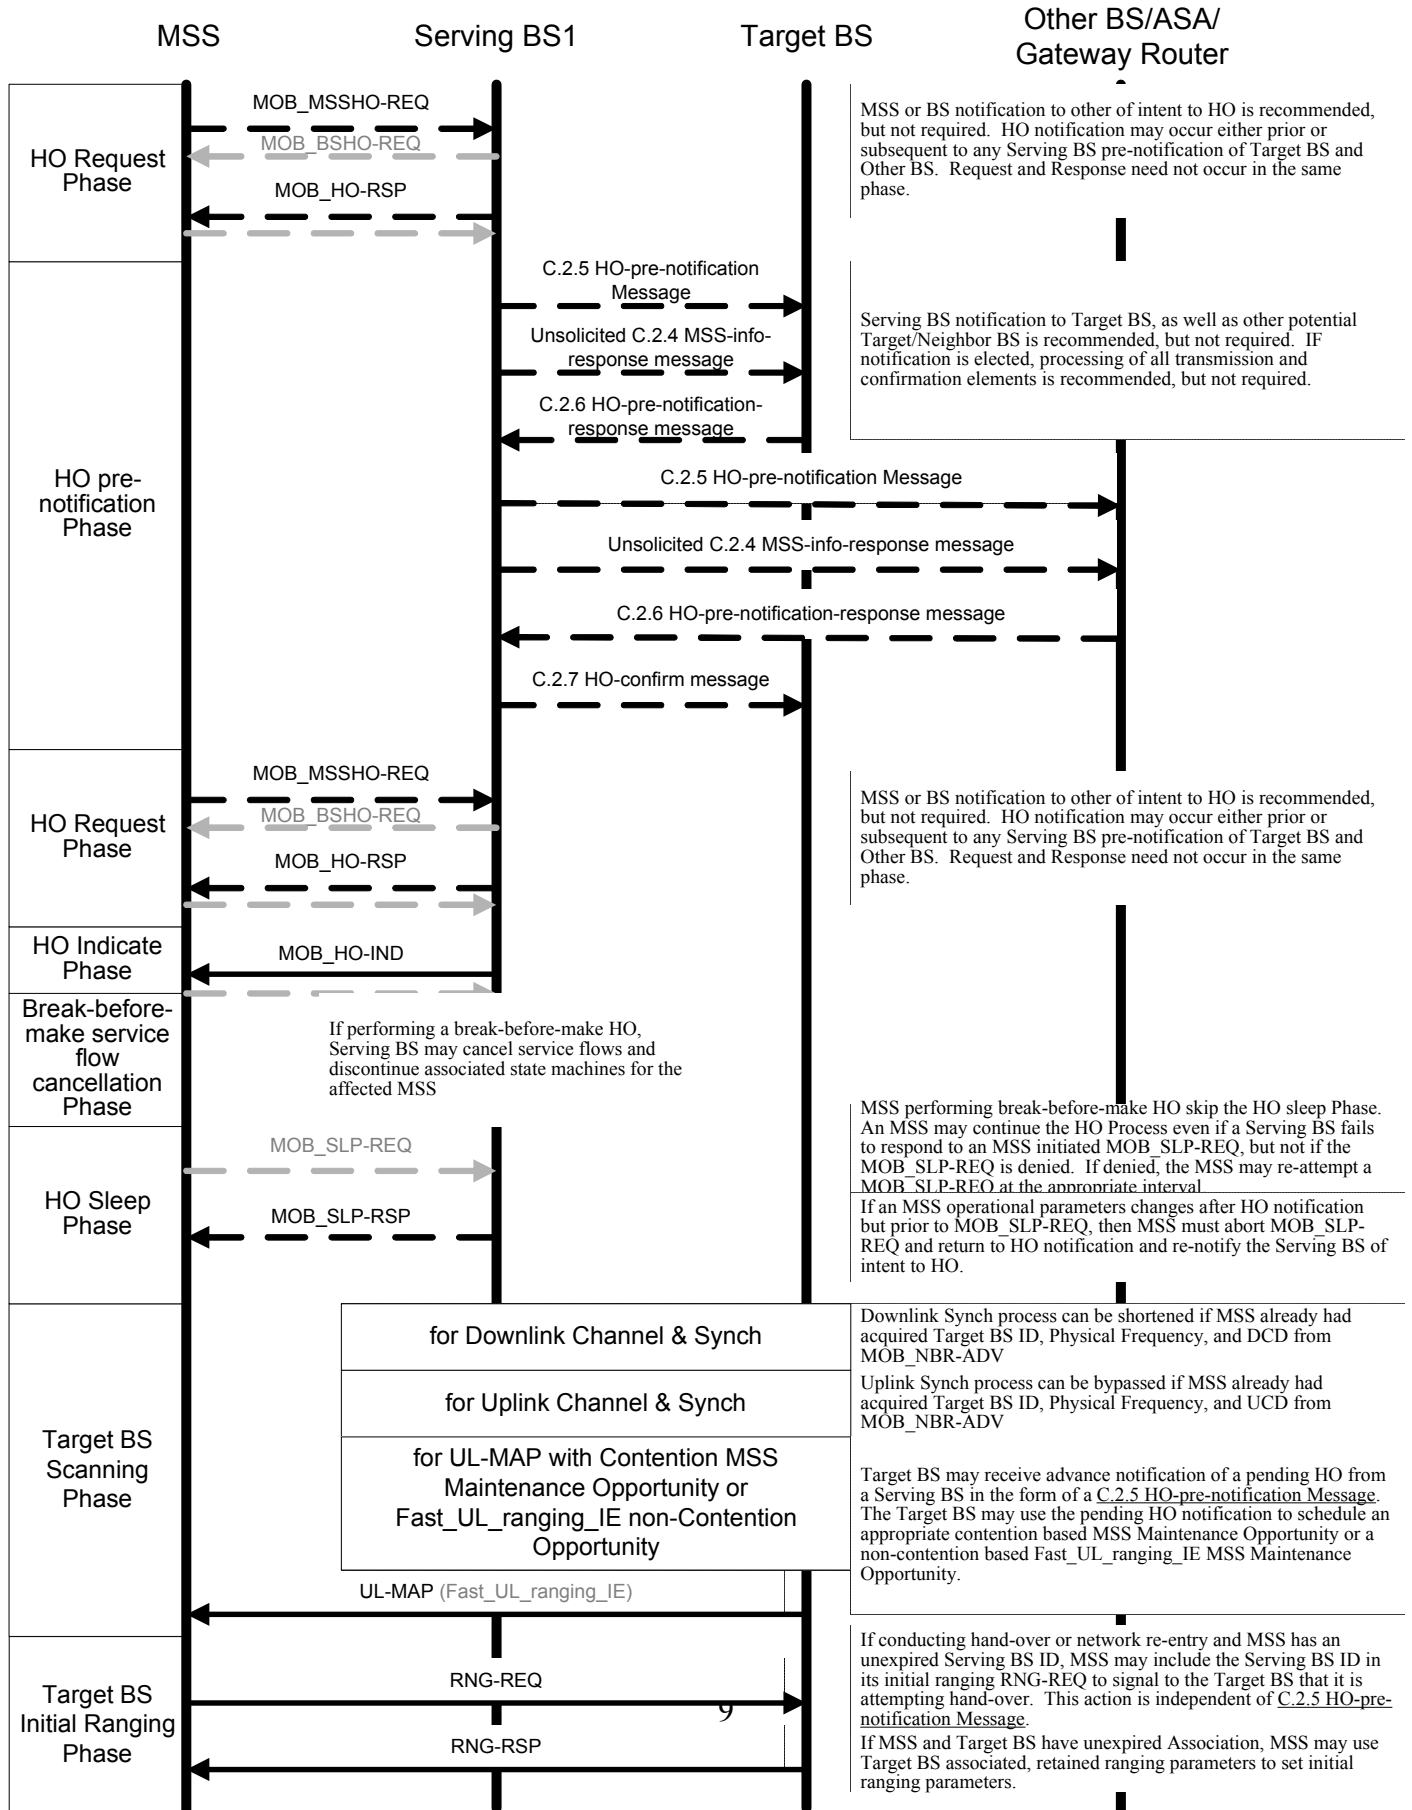 MSS
Serving BS1
Target BS
Other BS/ASA/
Gateway Router
HO Request
Phase
MOB_MSSHO-REQ
MOB_BSHO-REQ
MOB_HO-RSP
MSS or BS notification to other of intent to HO is recommended,
but not required.  HO notification may occur either prior or
subsequent to any Serving BS pre-notification of Target BS and
Other BS.  Request and Response need not occur in the same
phase.
HO pre-
notification
Phase
C.2.5 HO-pre-notification
Message
Unsolicited C.2.4 MSS-info-
response message
C.2.6 HO-pre-notification-
response message
Serving BS notification to Target BS, as well as other potential
Target/Neighbor BS is recommended, but not required.  IF
notification is elected, processing of all transmission and
confirmation elements is recommended, but not required.
C.2.5 HO-pre-notification Message
Unsolicited C.2.4 MSS-info-response message
C.2.6 HO-pre-notification-response message
C.2.7 HO-confirm message
HO Request
Phase
MOB_MSSHO-REQ
MOB_BSHO-REQ
MOB_HO-RSP
MSS or BS notification to other of intent to HO is recommended,
but not required.  HO notification may occur either prior or
subsequent to any Serving BS pre-notification of Target BS and
Other BS.  Request and Response need not occur in the same
phase.
HO Indicate
Phase
MOB_HO-IND
Break-before-
make service
flow
cancellation
Phase
If performing a break-before-make HO,
Serving BS may cancel service flows and
discontinue associated state machines for the
affected MSS
HO Sleep
Phase
MOB_SLP-REQ
MOB_SLP-RSP
MSS performing break-before-make HO skip the HO sleep Phase.
An MSS may continue the HO Process even if a Serving BS fails
to respond to an MSS initiated MOB_SLP-REQ, but not if the
MOB_SLP-REQ is denied.  If denied, the MSS may re-attempt a
MOB_SLP-REQ at the appropriate interval
If an MSS operational parameters changes after HO notification
but prior to MOB_SLP-REQ, then MSS must abort MOB_SLP-
REQ and return to HO notification and re-notify the Serving BS of
intent to HO.
Target BS
Scanning
Phase
for Downlink Channel & Synch
for Uplink Channel & Synch
for UL-MAP with Contention MSS
Maintenance Opportunity or
Fast_UL_ranging_IE non-Contention
Opportunity
UL-MAP (Fast_UL_ranging_IE)
Downlink Synch process can be shortened if MSS already had
acquired Target BS ID, Physical Frequency, and DCD from
MOB_NBR-ADV
Uplink Synch process can be bypassed if MSS already had
acquired Target BS ID, Physical Frequency, and UCD from
MOB_NBR-ADV
Target BS may receive advance notification of a pending HO from
a Serving BS in the form of a C.2.5 HO-pre-notification Message.
The Target BS may use the pending HO notification to schedule an
appropriate contention based MSS Maintenance Opportunity or a
non-contention based Fast_UL_ranging_IE MSS Maintenance
Opportunity.
Target BS
Initial Ranging
Phase
RNG-REQ
9
RNG-RSP
If conducting hand-over or network re-entry and MSS has an
unexpired Serving BS ID, MSS may include the Serving BS ID in
its initial ranging RNG-REQ to signal to the Target BS that it is
attempting hand-over.  This action is independent of C.2.5 HO-pre-
notification Message.
If MSS and Target BS have unexpired Association, MSS may use
Target BS associated, retained ranging parameters to set initial
ranging parameters.